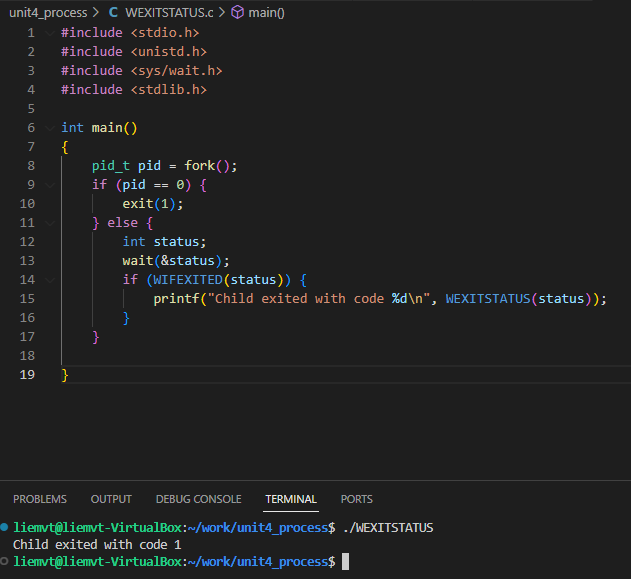 unit4_process > C WEXITSTATUS.c > main()
1 #include <stdio.h>
2 #include <unistd.h>
3 #include <sys/wait.h>
4 #include <stdlib.h>
5
6 int main()
7 {
8     pid_t pid = fork();
9     if (pid == 0) {
10         exit(1);
11     } else {
12         int status;
13         wait(&status);
14         if (WIFEXITED(status)) {
15             printf("Child exited with code %d\n", WEXITSTATUS(status));
16         }
17     }
18
19 }
PROBLEMS OUTPUT DEBUG CONSOLE TERMINAL PORTS
liemvt@liemvt-VirtualBox:~/work/unit4_process$ ./WEXITSTATUS
Child exited with code 1
liemvt@liemvt-VirtualBox:~/work/unit4_process$